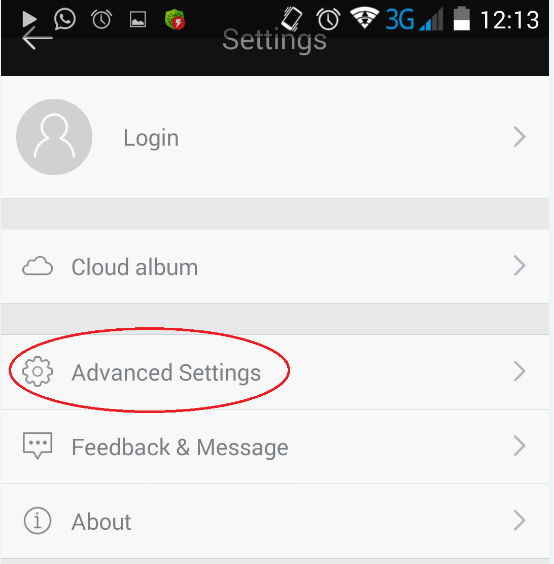 3G 12:13
Settings
Login
Cloud album
Advanced Settings
Feedback & Message
About